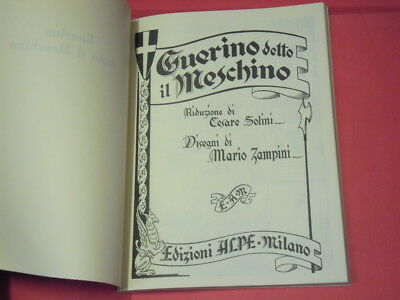 Guerino detto
il Meschino
Riduzione di
Cesare Solini
Disegni di
Mario Zampini
E·A·M
Edizioni ALPE·Milano